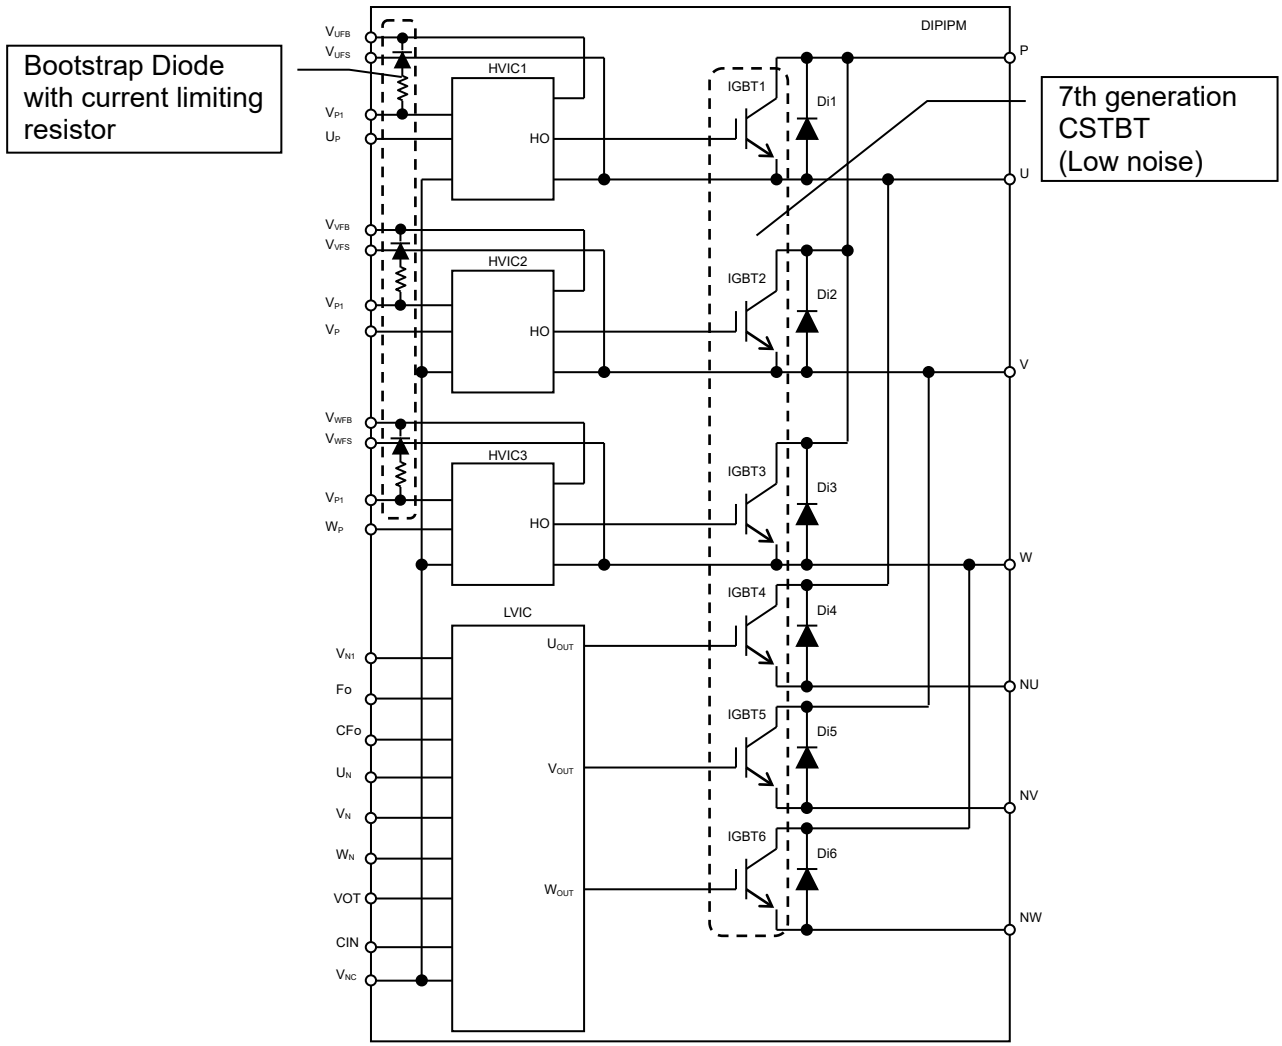 DIPIPM
Bootstrap Diode
with current limiting
resistor
7th generation
CSTBT
(Low noise)
VUFB
VUFS
VP1
UP
HVIC1
HO
IGBT1
Di1
P
U
VVFB
VVFS
VP1
VP
HVIC2
HO
IGBT2
Di2
V
VWFB
VWFS
VP1
WP
HVIC3
HO
IGBT3
Di3
W
LVIC
VN1
Fo
CFo
UN
VN
WN
VOT
CIN
VNC
UOUT
VOUT
WOUT
IGBT4
Di4
NU
IGBT5
Di5
NV
IGBT6
Di6
NW